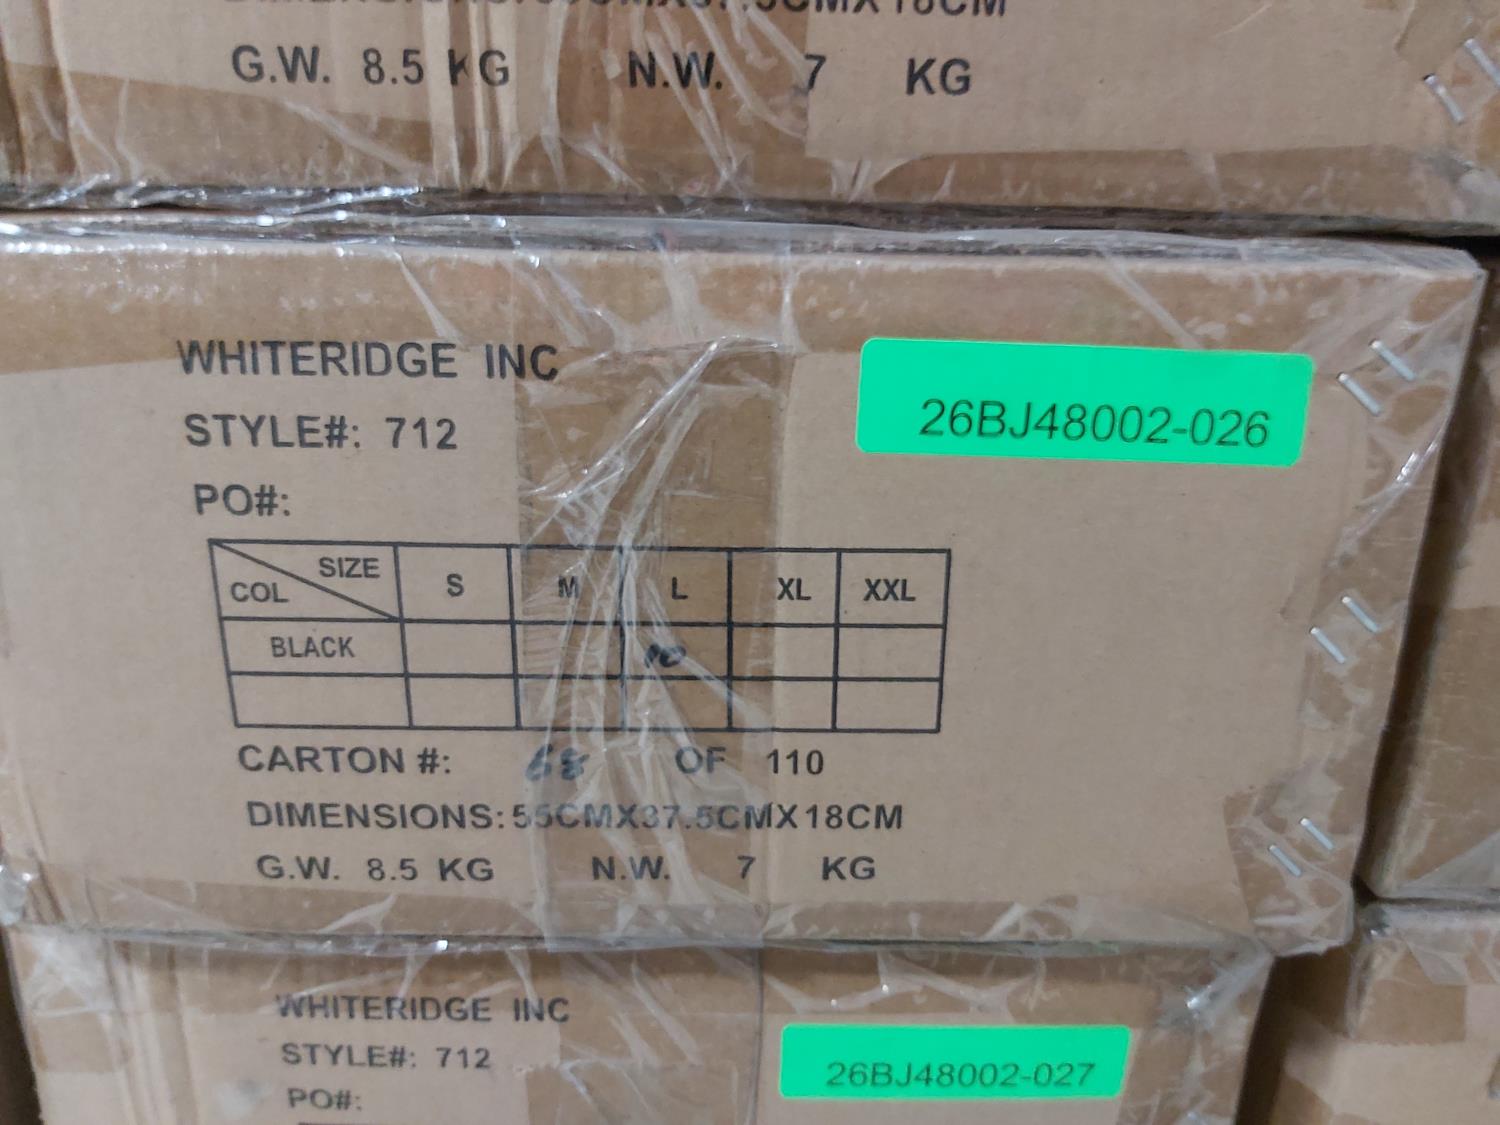 G.W. 8.5 KG N.W. 7 KG
WHITERIDGE INC
26BJ48002-026
STYLE#: 712
PO#:
SIZE
COL
S M L XL XXL
BLACK 10
CARTON #: 68 OF 110
DIMENSIONS: 55CMX37.5CMX18CM
G.W. 8.5 KG N.W. 7 KG
WHITERIDGE INC
STYLE#: 712
26BJ48002-027
PO#: